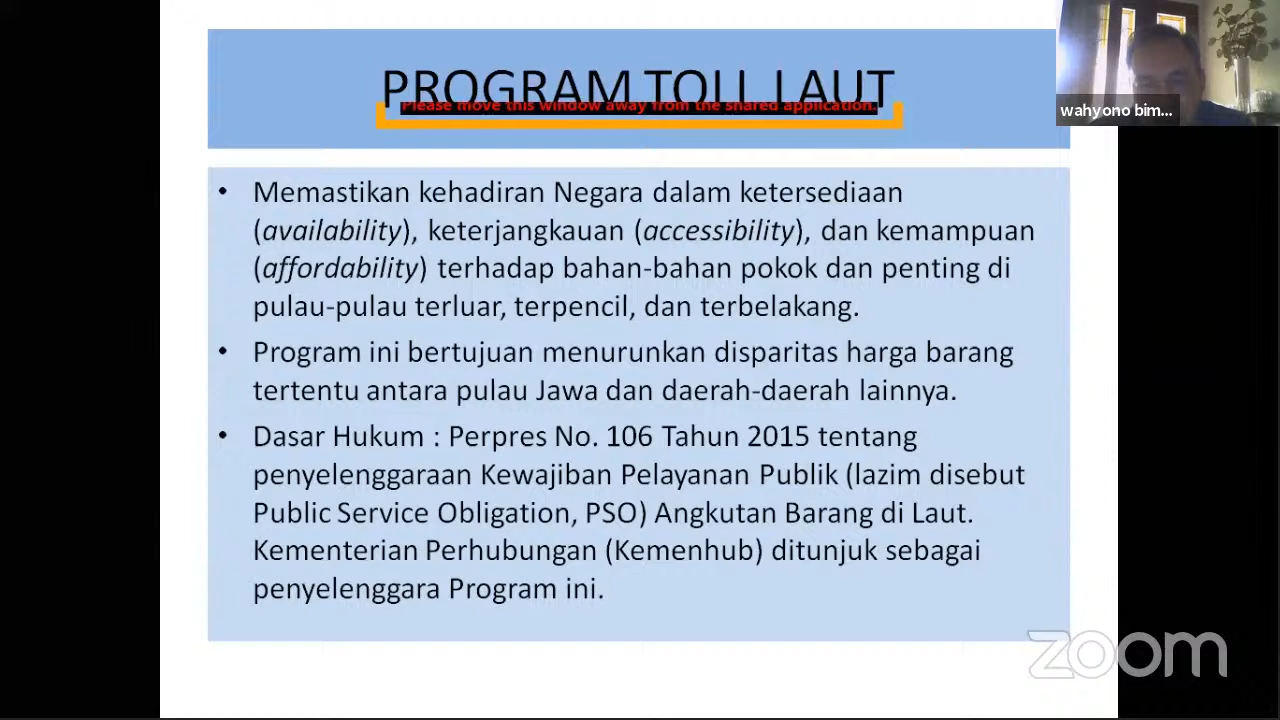 PROGRAM TOLL LAUT
Please move this window away from the shared application.
wahyono bim...
• Memastikan kehadiran Negara dalam ketersediaan
(availability), keterjangkauan (accessibility), dan kemampuan
(affordability) terhadap bahan-bahan pokok dan penting di
pulau-pulau terluar, terpencil, dan terbelakang.
• Program ini bertujuan menurunkan disparitas harga barang
tertentu antara pulau Jawa dan daerah-daerah lainnya.
• Dasar Hukum : Perpres No. 106 Tahun 2015 tentang
penyelenggaraan Kewajiban Pelayanan Publik (lazim disebut
Public Service Obligation, PSO) Angkutan Barang di Laut.
Kementerian Perhubungan (Kemenhub) ditunjuk sebagai
penyelenggara Program ini.
zoom